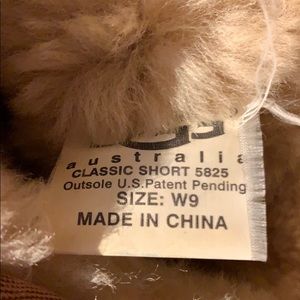 australia
CLASSIC SHORT 5825
Outsole U.S.Patent Pending
SIZE: W9
MADE IN CHINA